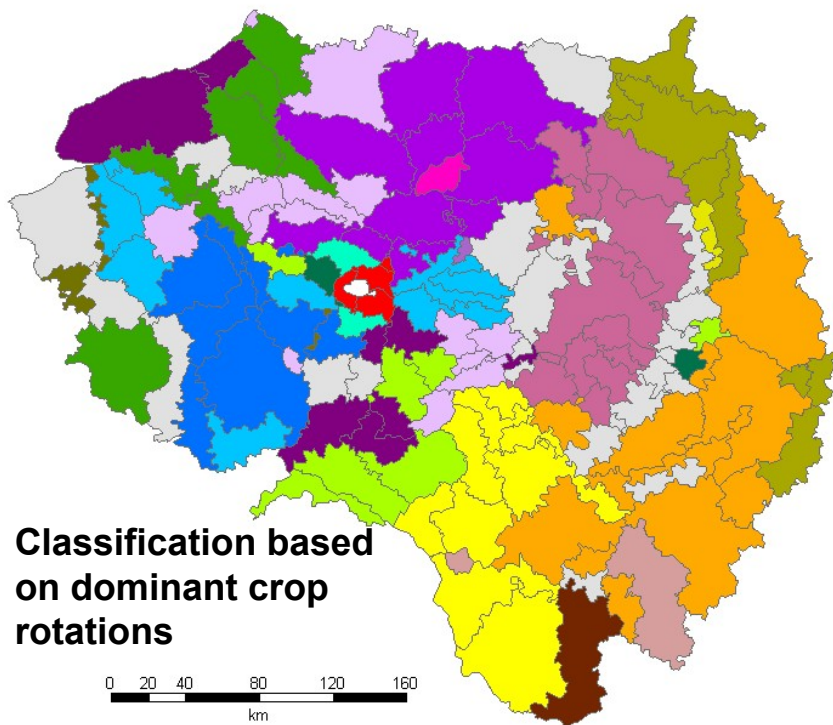 Classification based
on dominant crop
rotations
0 20 40 80 120 160
km